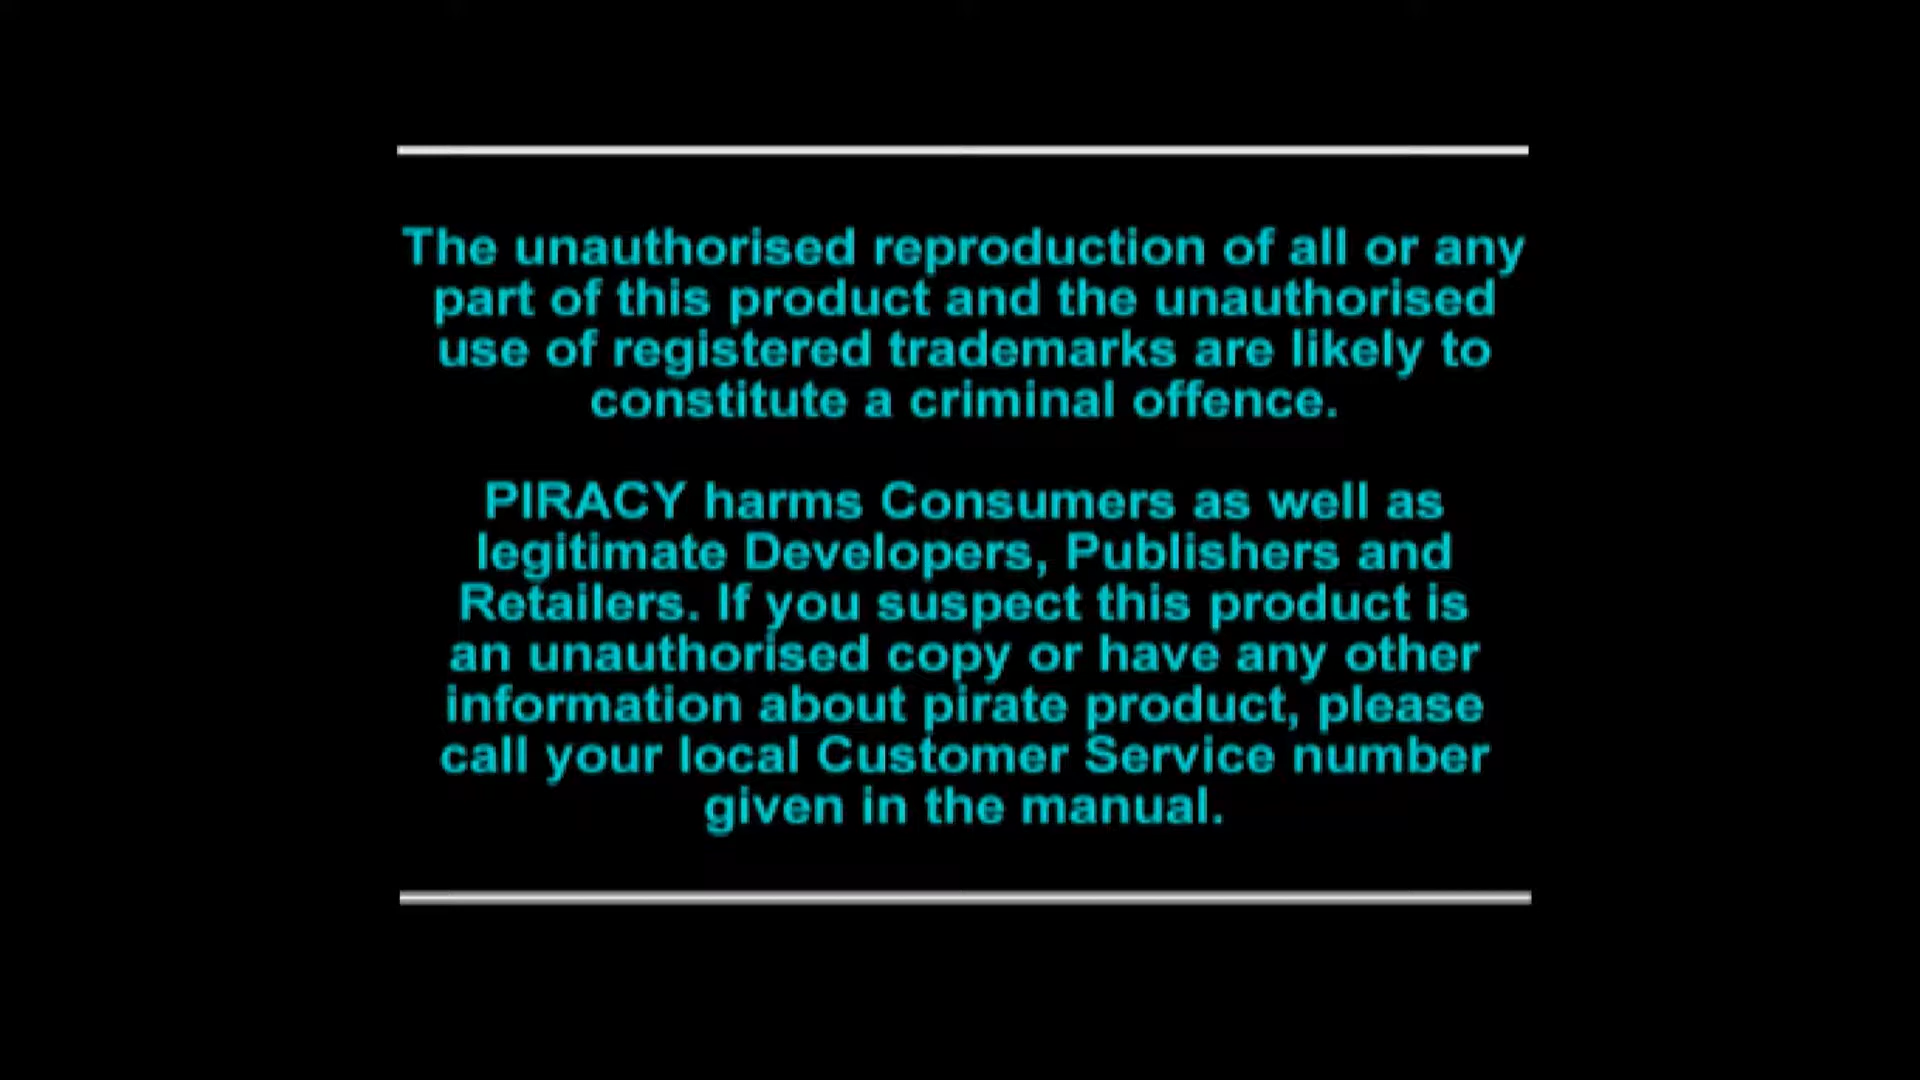 The unauthorised reproduction of all or any
part of this product and the unauthorised
use of registered trademarks are likely to
constitute a criminal offence.
PIRACY harms Consumers as well as
legitimate Developers, Publishers and
Retailers. If you suspect this product is
an unauthorised copy or have any other
information about pirate product, please
call your local Customer Service number
given in the manual.